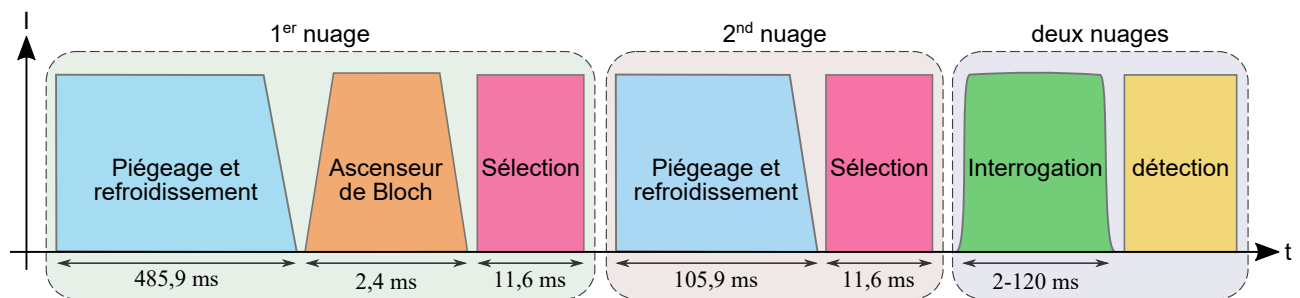 I
1er nuage
2nd nuage
deux nuages
Piégeage et
refroidissement
Ascenseur
de Bloch
Sélection
Piégeage et
refroidissement
Sélection
Interrogation
détection
t
485,9 ms
2,4 ms
11,6 ms
105,9 ms
11,6 ms
2-120 ms